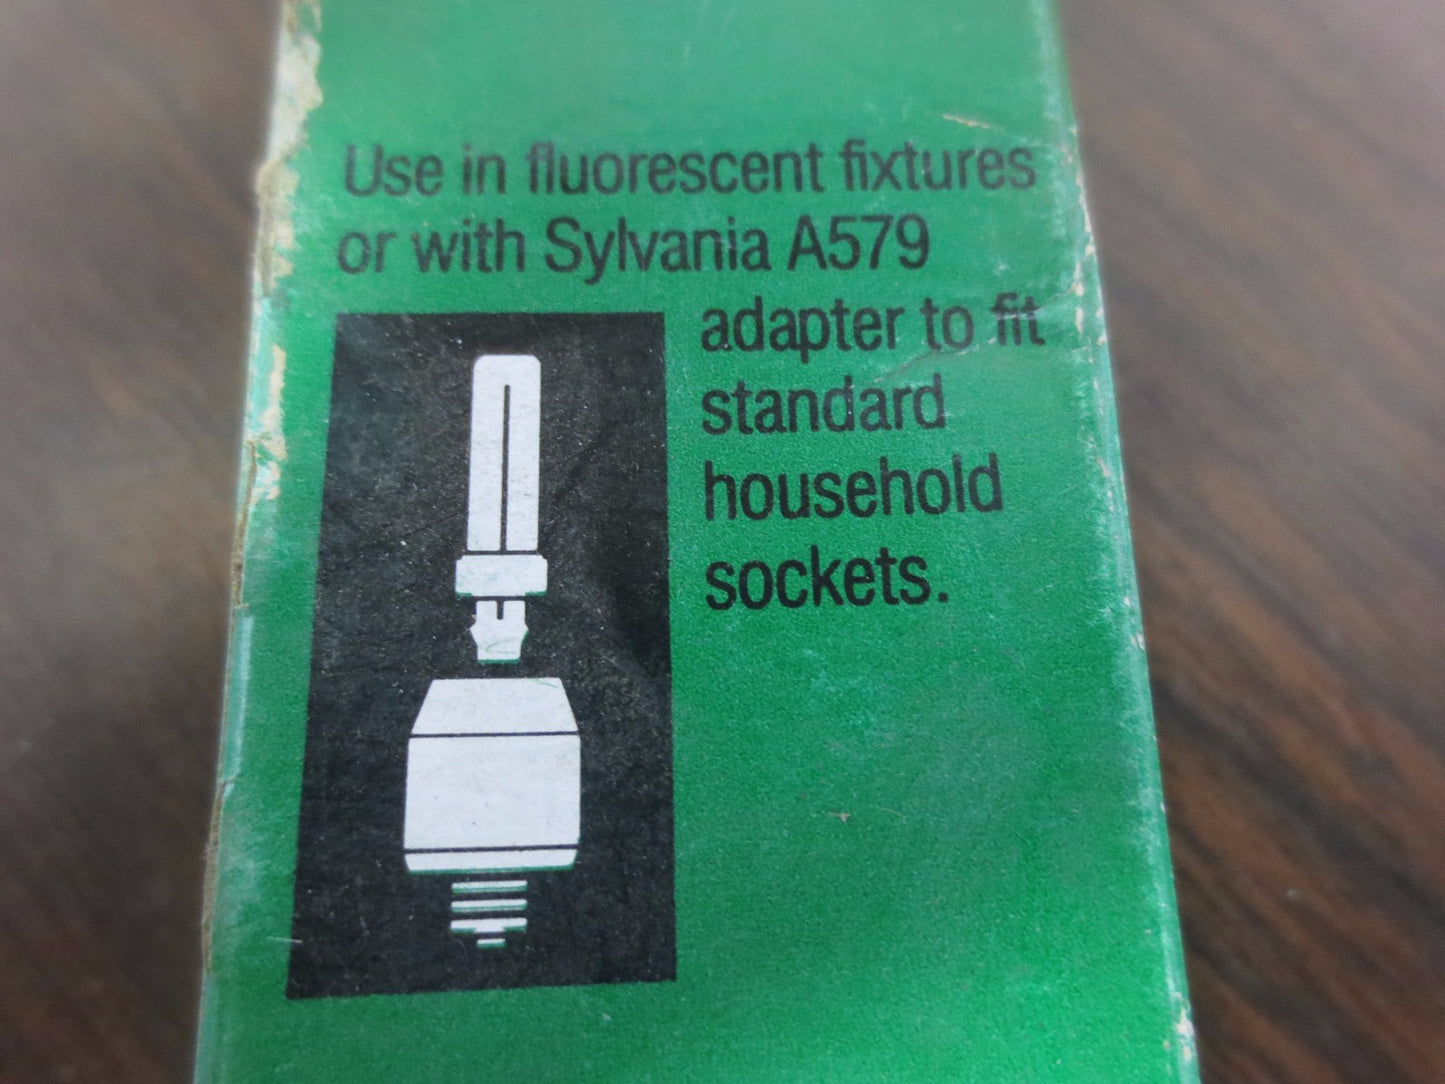 Use in fluorescent fixtures
or with Sylvania A579
adapter to fit
standard
household
sockets.